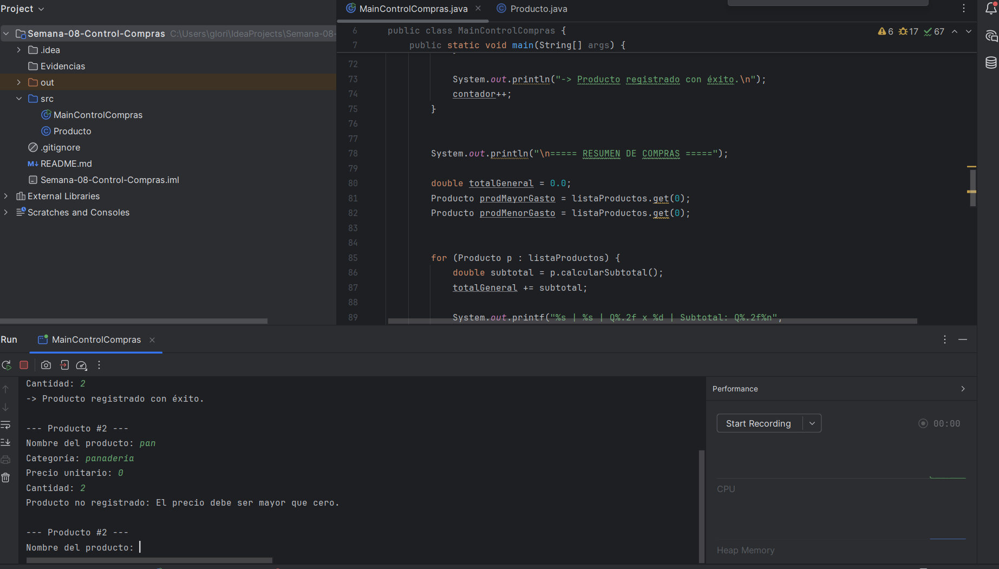 Project
Semana-08-Control-Compras C:\Users\glori\IdeaProjects\Semana-08-
.idea
Evidencias
out
src
MainControlCompras
Producto
.gitignore
M↓ README.md
Semana-08-Control-Compras.iml
External Libraries
Scratches and Consoles
MainControlCompras.java
Producto.java
6 17 67
6 public class MainControlCompras {
7 public static void main(String[] args) {
72
73 System.out.println("-> Producto registrado con éxito.\n");
74 contador++;
75 }
76
77
78 System.out.println("\n===== RESUMEN DE COMPRAS =====");
79
80 double totalGeneral = 0.0;
81 Producto prodMayorGasto = listaProductos.get(0);
82 Producto prodMenorGasto = listaProductos.get(0);
83
84
85 for (Producto p : listaProductos) {
86 double subtotal = p.calcularSubtotal();
87 totalGeneral += subtotal;
88
89 System.out.printf("%s | %s | Q%.2f x %d | Subtotal: Q%.2f%n",
Run
MainControlCompras
Cantidad: 2
-> Producto registrado con éxito.
--- Producto #2 ---
Nombre del producto: pan
Categoría: panaderia
Precio unitario: 0
Cantidad: 2
Producto no registrado: El precio debe ser mayor que cero.
--- Producto #2 ---
Nombre del producto:
Performance
Start Recording
00:00
CPU
Heap Memory